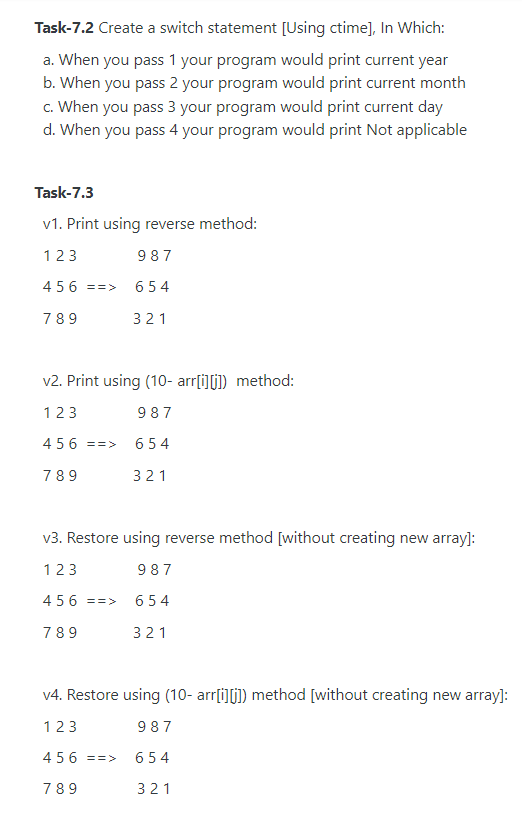 Task-7.2 Create a switch statement [Using ctime], In Which:
a. When you pass 1 your program would print current year
b. When you pass 2 your program would print current month
c. When you pass 3 your program would print current day
d. When you pass 4 your program would print Not applicable
Task-7.3
v1. Print using reverse method:
1 2 3 9 8 7
4 5 6 ==> 6 5 4
7 8 9 3 2 1
v2. Print using (10- arr[i][j]) method:
1 2 3 9 8 7
4 5 6 ==> 6 5 4
7 8 9 3 2 1
v3. Restore using reverse method [without creating new array]:
1 2 3 9 8 7
4 5 6 ==> 6 5 4
7 8 9 3 2 1
v4. Restore using (10- arr[i][j]) method [without creating new array]:
1 2 3 9 8 7
4 5 6 ==> 6 5 4
7 8 9 3 2 1